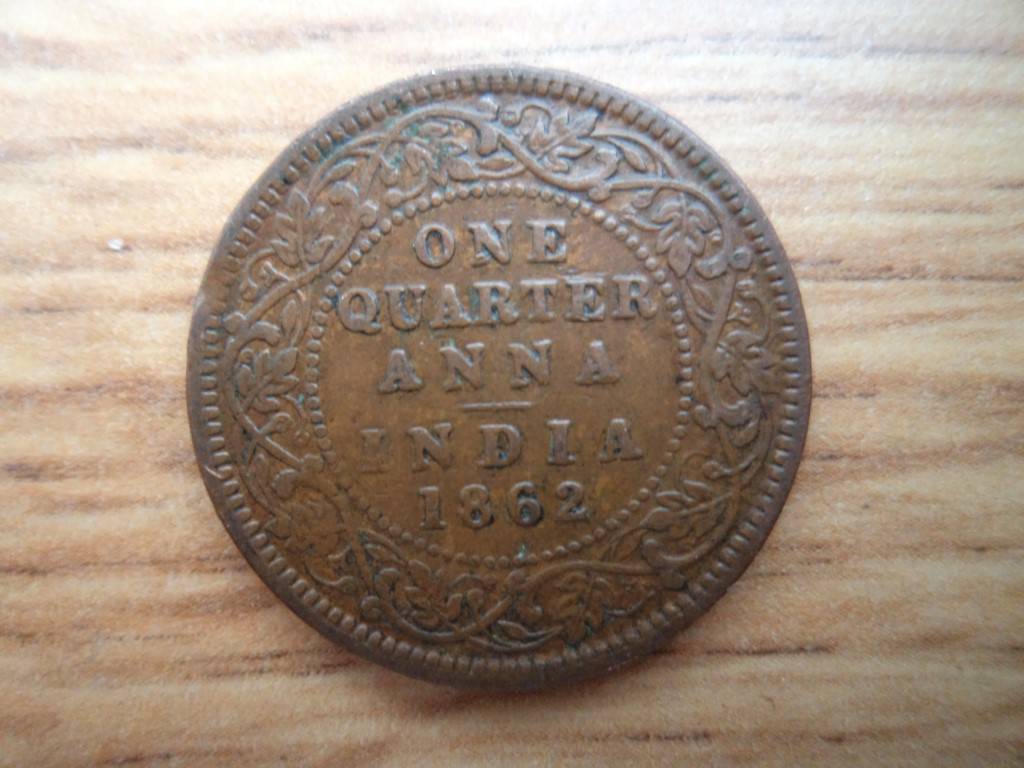 ONE
QUARTER
ANNA
INDIA
1862